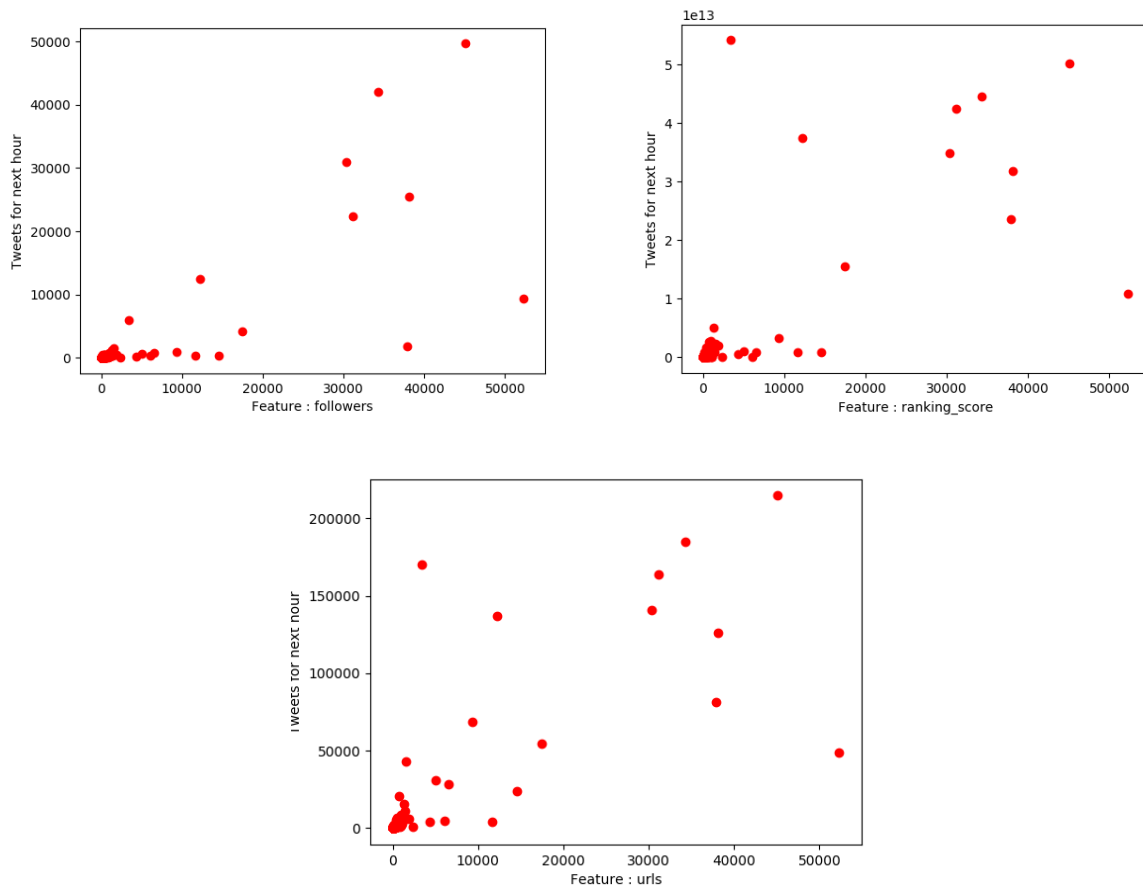 50000
40000
30000
20000
10000
0
Tweets for next hour
0 10000 20000 30000 40000 50000
Feature : followers
1e13
5
4
3
2
1
0
Tweets for next hour
0 10000 20000 30000 40000 50000
Feature : ranking_score
200000
150000
100000
50000
0
Tweets for next hour
0 10000 20000 30000 40000 50000
Feature : urls